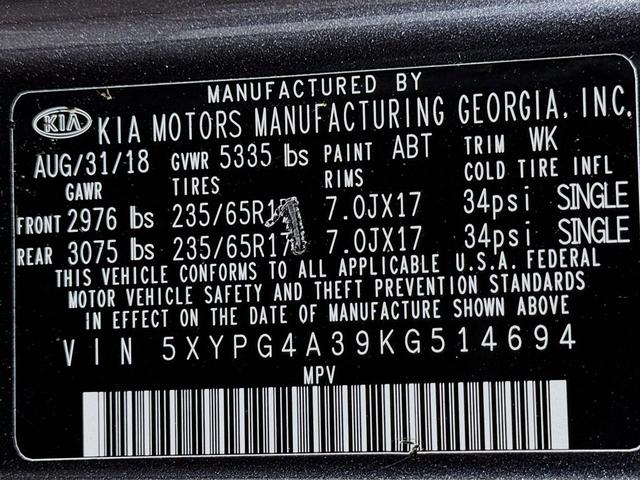 MANUFACTURED BY
KIA KIA MOTORS MANUFACTURING GEORGIA, INC.
AUG/31/18 GVWR 5335 lbs PAINT ABT TRIM WK
GAWR TIRES RIMS COLD TIRE INFL
FRONT 2976 lbs 235/65R17 7.0JX17 34psi SINGLE
REAR 3075 lbs 235/65R17 7.0JX17 34psi SINGLE
THIS VEHICLE CONFORMS TO ALL APPLICABLE U.S.A. FEDERAL
MOTOR VEHICLE SAFETY AND THEFT PREVENTION STANDARDS
IN EFFECT ON THE DATE OF MANUFACTURE SHOWN ABOVE
VIN 5XYPG4A39KG514694
MPV